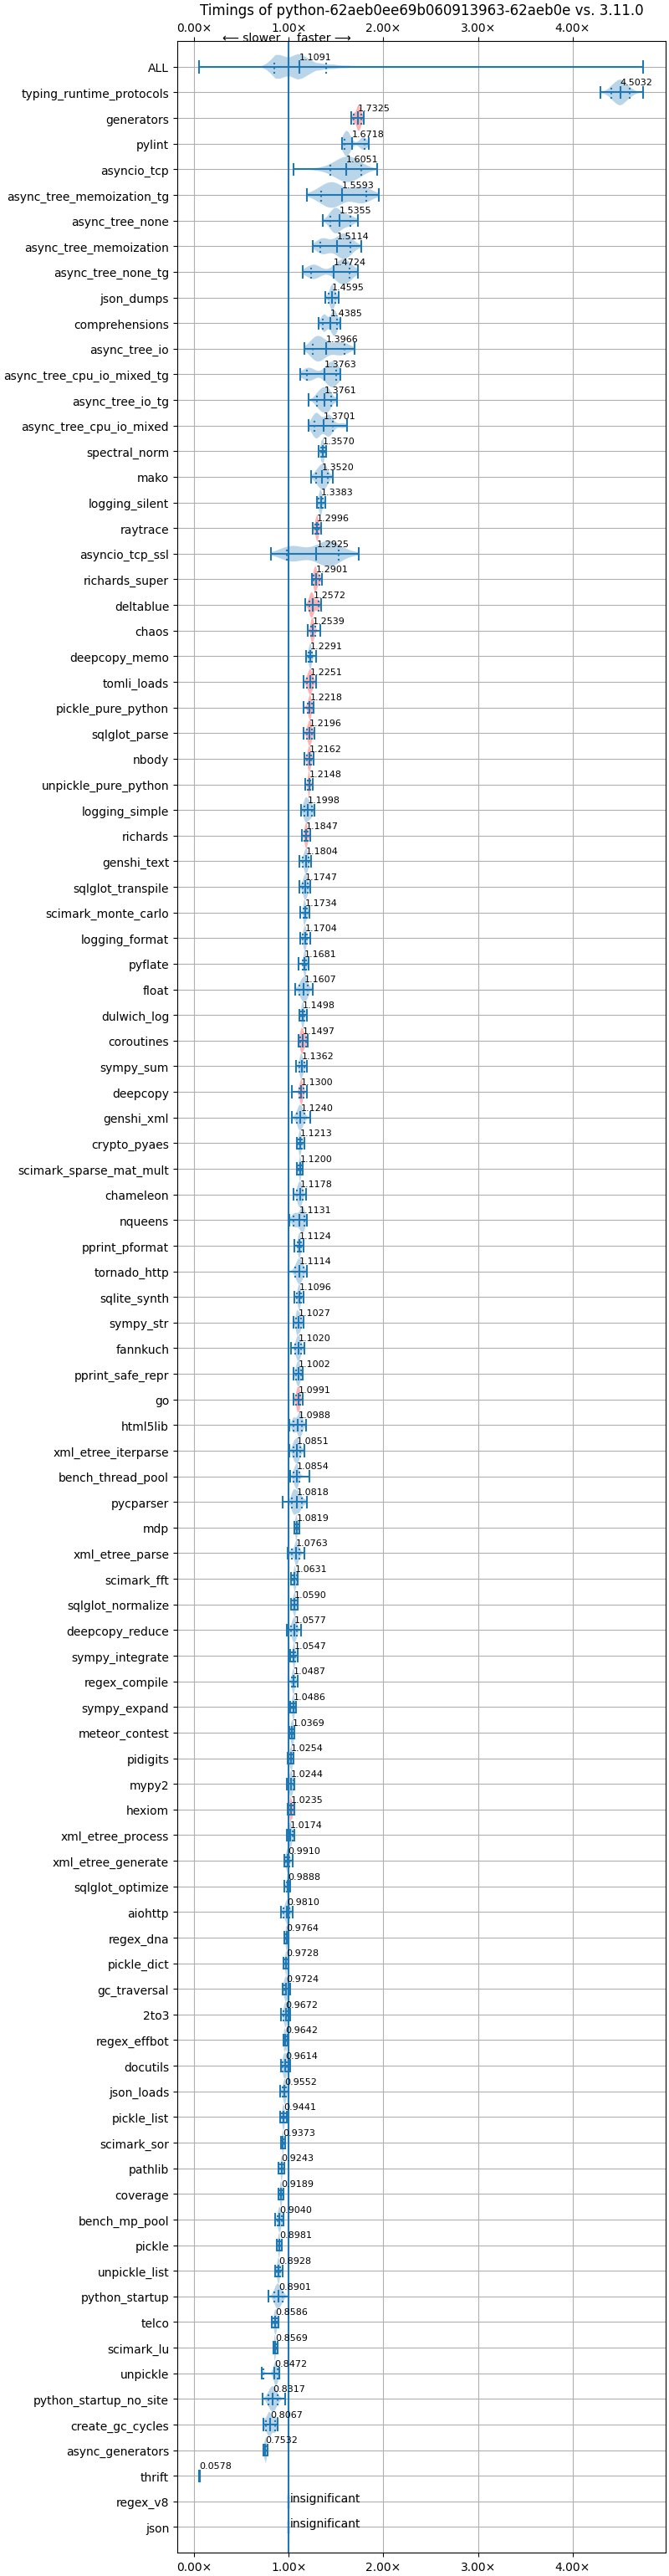 Timings of python-62aeb0ee69b060913963-62aeb0e vs. 3.11.0
0.00× 1.00× 2.00× 3.00× 4.00×
⟵ slower faster ⟶
ALL 1.1091
typing_runtime_protocols 4.5032
generators 1.7325
pylint 1.6718
asyncio_tcp 1.6051
async_tree_memoization_tg 1.5593
async_tree_none 1.5355
async_tree_memoization 1.5114
async_tree_none_tg 1.4724
json_dumps 1.4595
comprehensions 1.4385
async_tree_io 1.3966
async_tree_cpu_io_mixed_tg 1.3763
async_tree_io_tg 1.3761
async_tree_cpu_io_mixed 1.3701
spectral_norm 1.3570
mako 1.3520
logging_silent 1.3383
raytrace 1.2996
asyncio_tcp_ssl 1.2925
richards_super 1.2901
deltablue 1.2572
chaos 1.2539
deepcopy_memo 1.2291
tomli_loads 1.2251
pickle_pure_python 1.2218
sqlglot_parse 1.2196
nbody 1.2162
unpickle_pure_python 1.2148
logging_simple 1.1998
richards 1.1847
genshi_text 1.1804
sqlglot_transpile 1.1747
scimark_monte_carlo 1.1734
logging_format 1.1704
pyflate 1.1681
float 1.1607
dulwich_log 1.1498
coroutines 1.1497
sympy_sum 1.1362
deepcopy 1.1300
genshi_xml 1.1240
crypto_pyaes 1.1213
scimark_sparse_mat_mult 1.1200
chameleon 1.1178
nqueens 1.1131
pprint_pformat 1.1124
tornado_http 1.1114
sqlite_synth 1.1096
sympy_str 1.1027
fannkuch 1.1020
pprint_safe_repr 1.1002
go 1.0991
html5lib 1.0988
xml_etree_iterparse 1.0851
bench_thread_pool 1.0854
pycparser 1.0818
mdp 1.0819
xml_etree_parse 1.0763
scimark_fft 1.0631
sqlglot_normalize 1.0590
deepcopy_reduce 1.0577
sympy_integrate 1.0547
regex_compile 1.0487
sympy_expand 1.0486
meteor_contest 1.0369
pidigits 1.0254
mypy2 1.0244
hexiom 1.0235
xml_etree_process 1.0174
xml_etree_generate 0.9910
sqlglot_optimize 0.9888
aiohttp 0.9810
regex_dna 0.9764
pickle_dict 0.9728
gc_traversal 0.9724
2to3 0.9672
regex_effbot 0.9642
docutils 0.9614
json_loads 0.9552
pickle_list 0.9441
scimark_sor 0.9373
pathlib 0.9243
coverage 0.9189
bench_mp_pool 0.9040
pickle 0.8981
unpickle_list 0.8928
python_startup 0.8901
telco 0.8586
scimark_lu 0.8569
unpickle 0.8472
python_startup_no_site 0.8317
create_gc_cycles 0.8067
async_generators 0.7532
thrift 0.0578
regex_v8 insignificant
json insignificant
0.00× 1.00× 2.00× 3.00× 4.00×